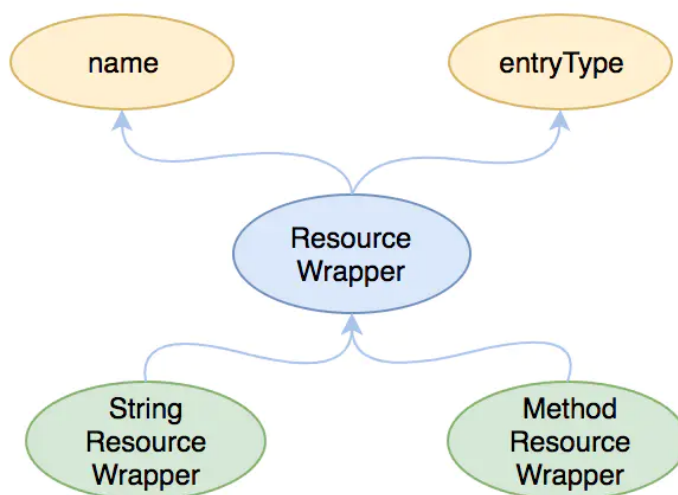 name
entryType
Resource
Wrapper
String
Resource
Wrapper
Method
Resource
Wrapper